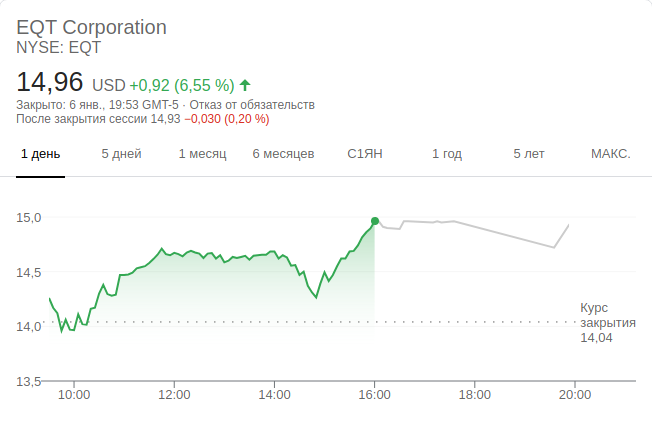 EQT Corporation
NYSE: EQT
14,96 USD +0,92 (6,55 %)
Закрыто: 6 янв., 19:53 GMT-5 · Отказ от обязательств
После закрытия сессии 14,93 −0,030 (0,20 %)
1 день 5 дней 1 месяц 6 месяцев С1ЯН 1 год 5 лет МАКС.
15,0
14,5
14,0
13,5
Курс
закрытия
14,04
10:00 12:00 14:00 16:00 18:00 20:00